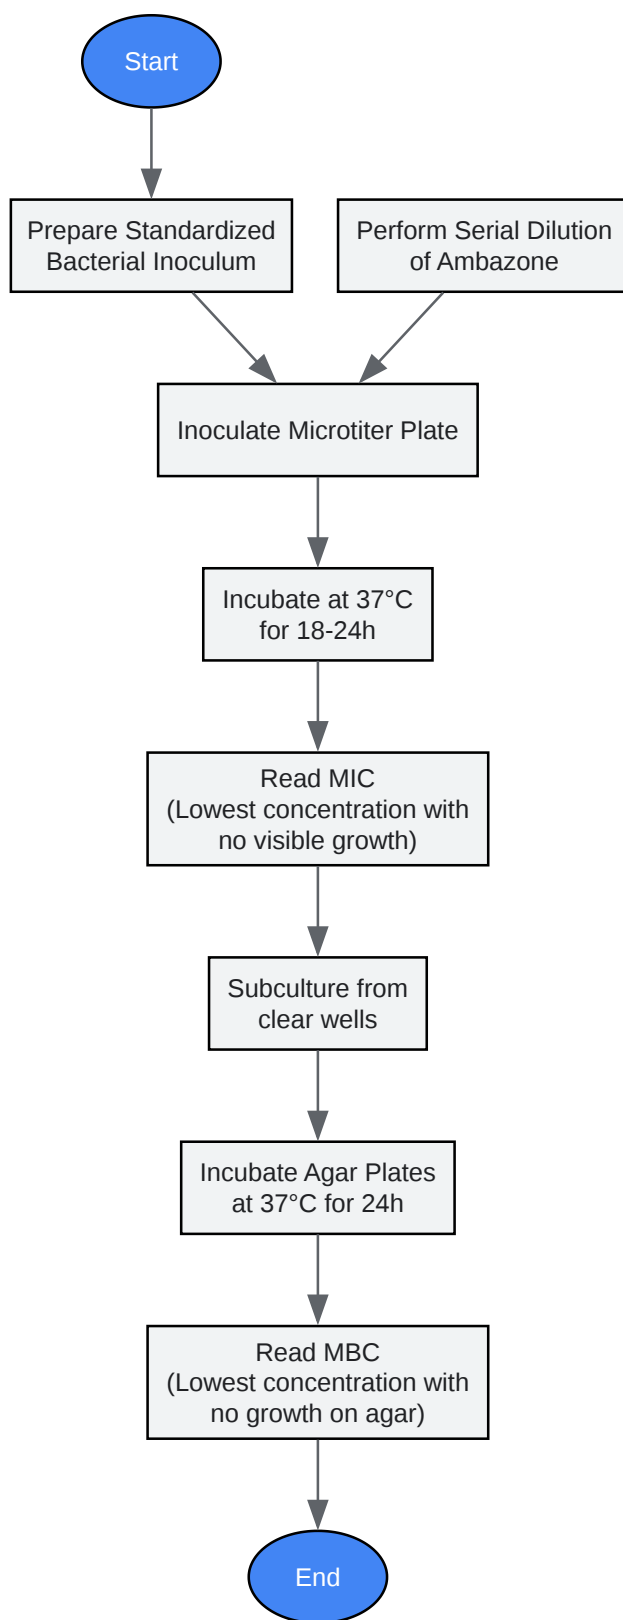 Start
Prepare Standardized
Bacterial Inoculum
Perform Serial Dilution
of Ambazone
Inoculate Microtiter Plate
Incubate at 37°C
for 18-24h
Read MIC
(Lowest concentration with
no visible growth)
Subculture from
clear wells
Incubate Agar Plates
at 37°C for 24h
Read MBC
(Lowest concentration with
no growth on agar)
End